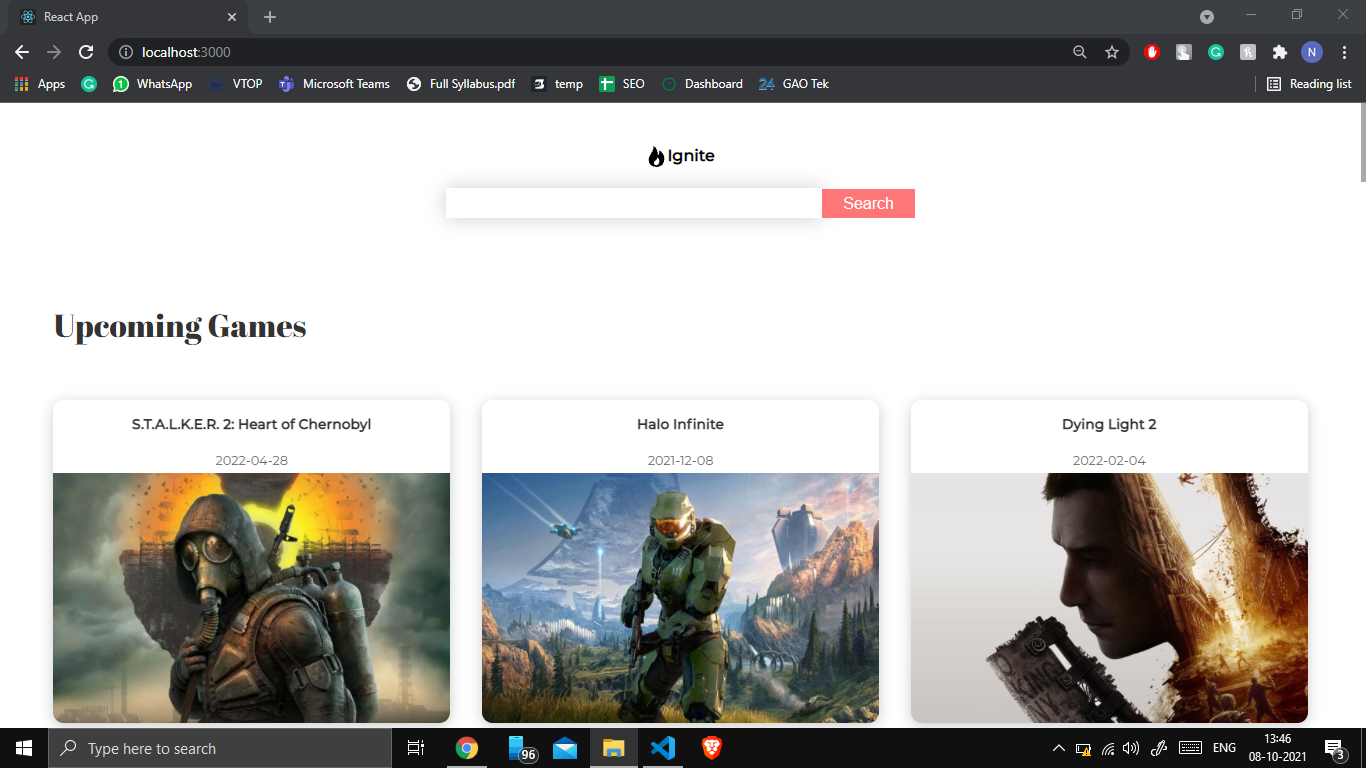 React App
localhost:3000
N
Apps
WhatsApp
VTOP
Microsoft Teams
Full Syllabus.pdf
temp
SEO
Dashboard
24 GAO Tek
Reading list
Ignite
Search
Upcoming Games
S.T.A.L.K.E.R. 2: Heart of Chernobyl
Halo Infinite
Dying Light 2
2022-04-28
2021-12-08
2022-02-04
Type here to search
96
ENG
13:46
08-10-2021
3